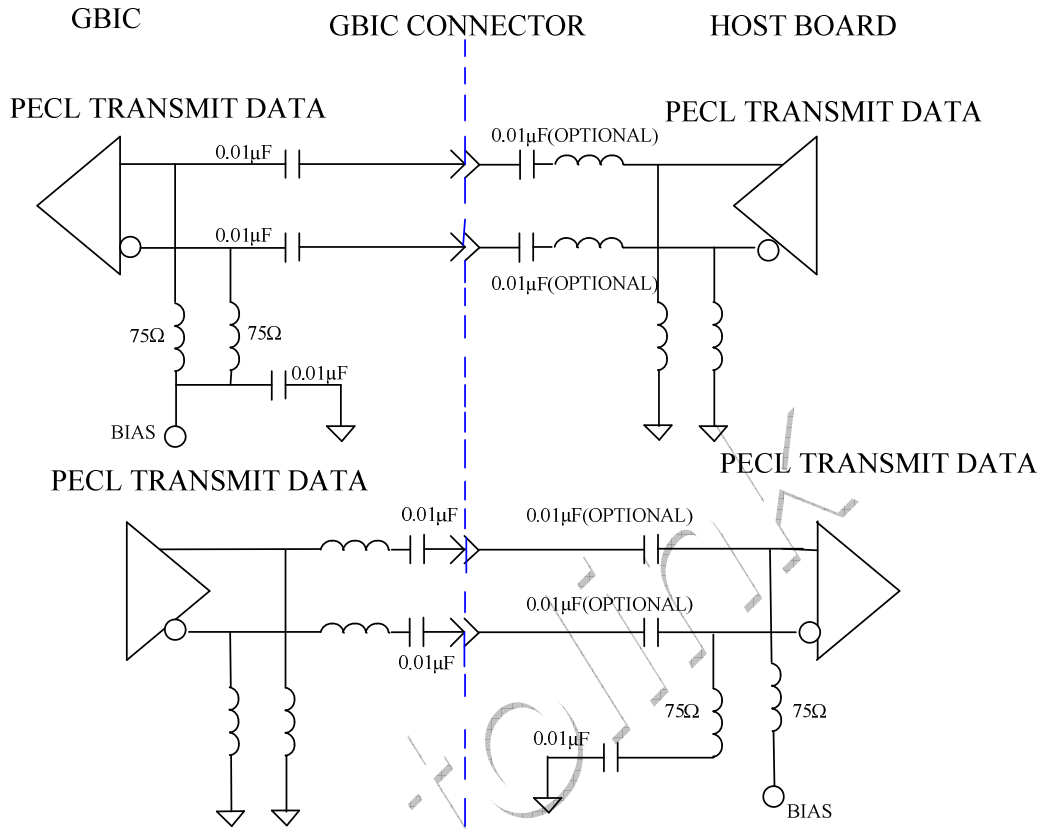 GBIC
GBIC CONNECTOR
HOST BOARD
PECL TRANSMIT DATA
PECL TRANSMIT DATA
0.01µF
0.01µF(OPTIONAL)
0.01µF
0.01µF(OPTIONAL)
75Ω
75Ω
0.01µF
BIAS
PECL TRANSMIT DATA
PECL TRANSMIT DATA
0.01µF
0.01µF(OPTIONAL)
0.01µF(OPTIONAL)
0.01µF
75Ω
75Ω
0.01µF
BIAS